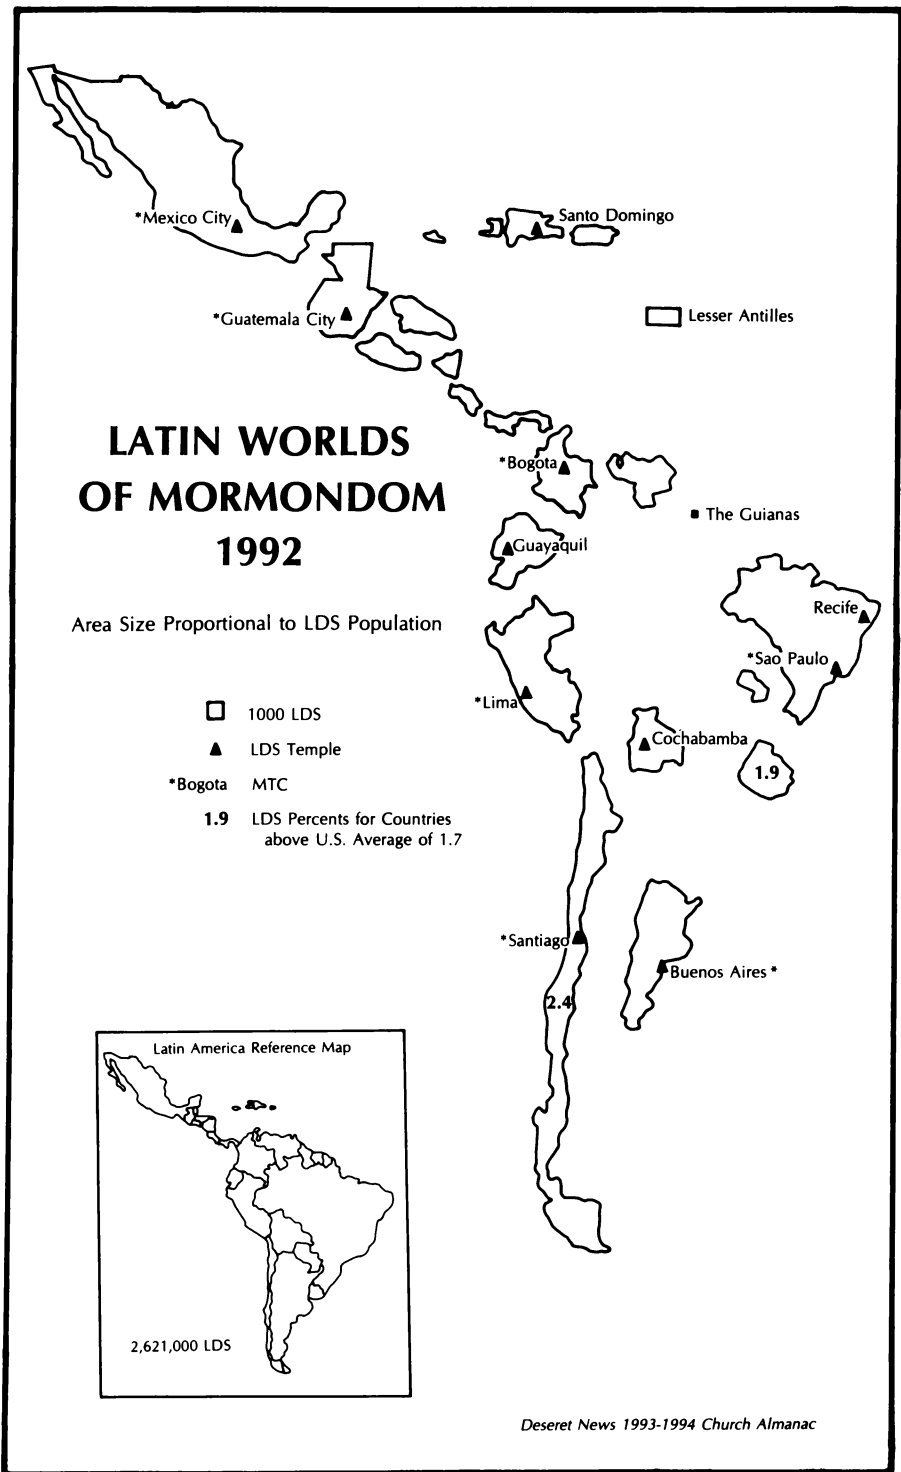 *Mexico City
Santo Domingo
*Guatemala City
Lesser Antilles
LATIN WORLDS
OF MORMONDOM
1992
*Bogota
The Guianas
Guayaquil
Area Size Proportional to LDS Population
Recife
*Sao Paulo
*Lima
1000 LDS
Cochabamba
LDS Temple
1.9
*Bogota MTC
1.9 LDS Percents for Countries
above U.S. Average of 1.7
*Santiago
Buenos Aires*
2.4
Latin America Reference Map
2,621,000 LDS
Deseret News 1993-1994 Church Almanac